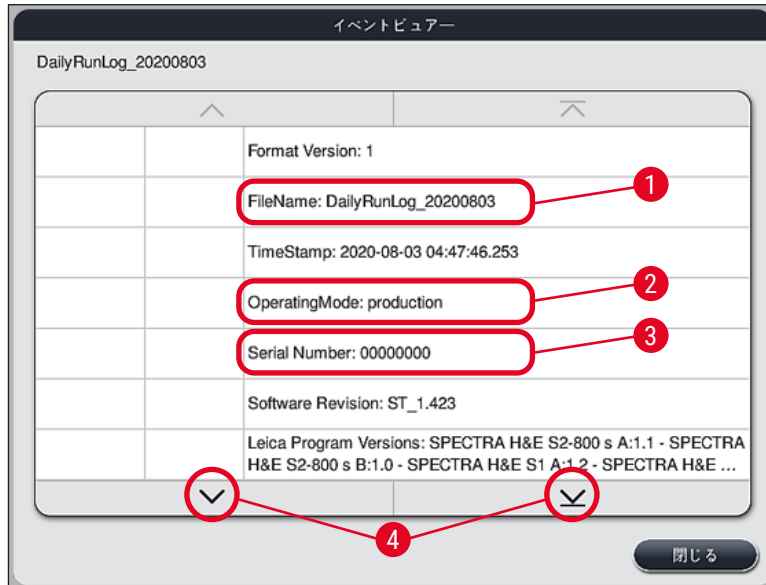 イベントビュアー
DailyRunLog_20200803
Format Version: 1
FileName: DailyRunLog_20200803
1
TimeStamp: 2020-08-03 04:47:46.253
OperatingMode: production
2
Serial Number: 00000000
3
Software Revision: ST_1.423
Leica Program Versions: SPECTRA H&E S2-800 s A:1.1 - SPECTRA
H&E S2-800 s B:1.0 - SPECTRA H&E S1 A:1.2 - SPECTRA H&E ...
4
閉じる